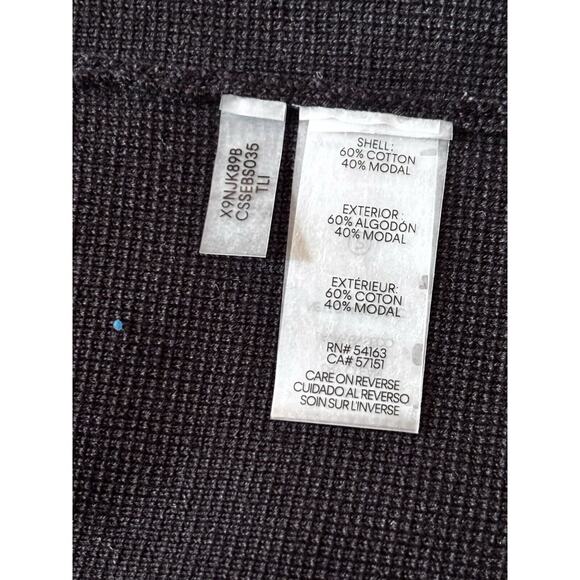 X9NJK89B
CSSEBS035
TLI
SHELL:
60% COTTON
40% MODAL
EXTERIOR:
60% ALGODÓN
40% MODAL
EXTÉRIEUR:
60% COTON
40% MODAL
RN# 54163
CA# 57151
CARE ON REVERSE
CUIDADO AL REVERSO
SOIN SUR L'INVERSE